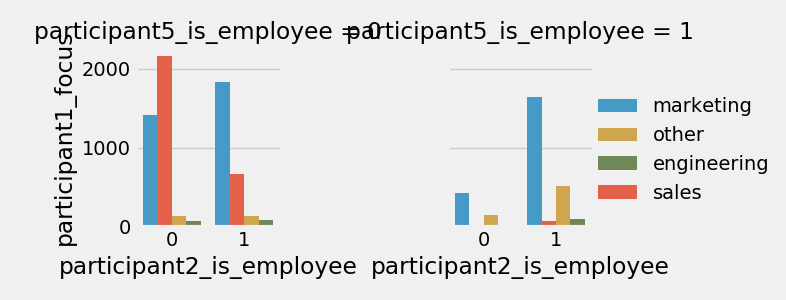 participant5_is_employee = 0
participant5_is_employee = 1
participant1_focus
2000
1000
0
0
1
0
1
participant2_is_employee
participant2_is_employee
marketing
other
engineering
sales